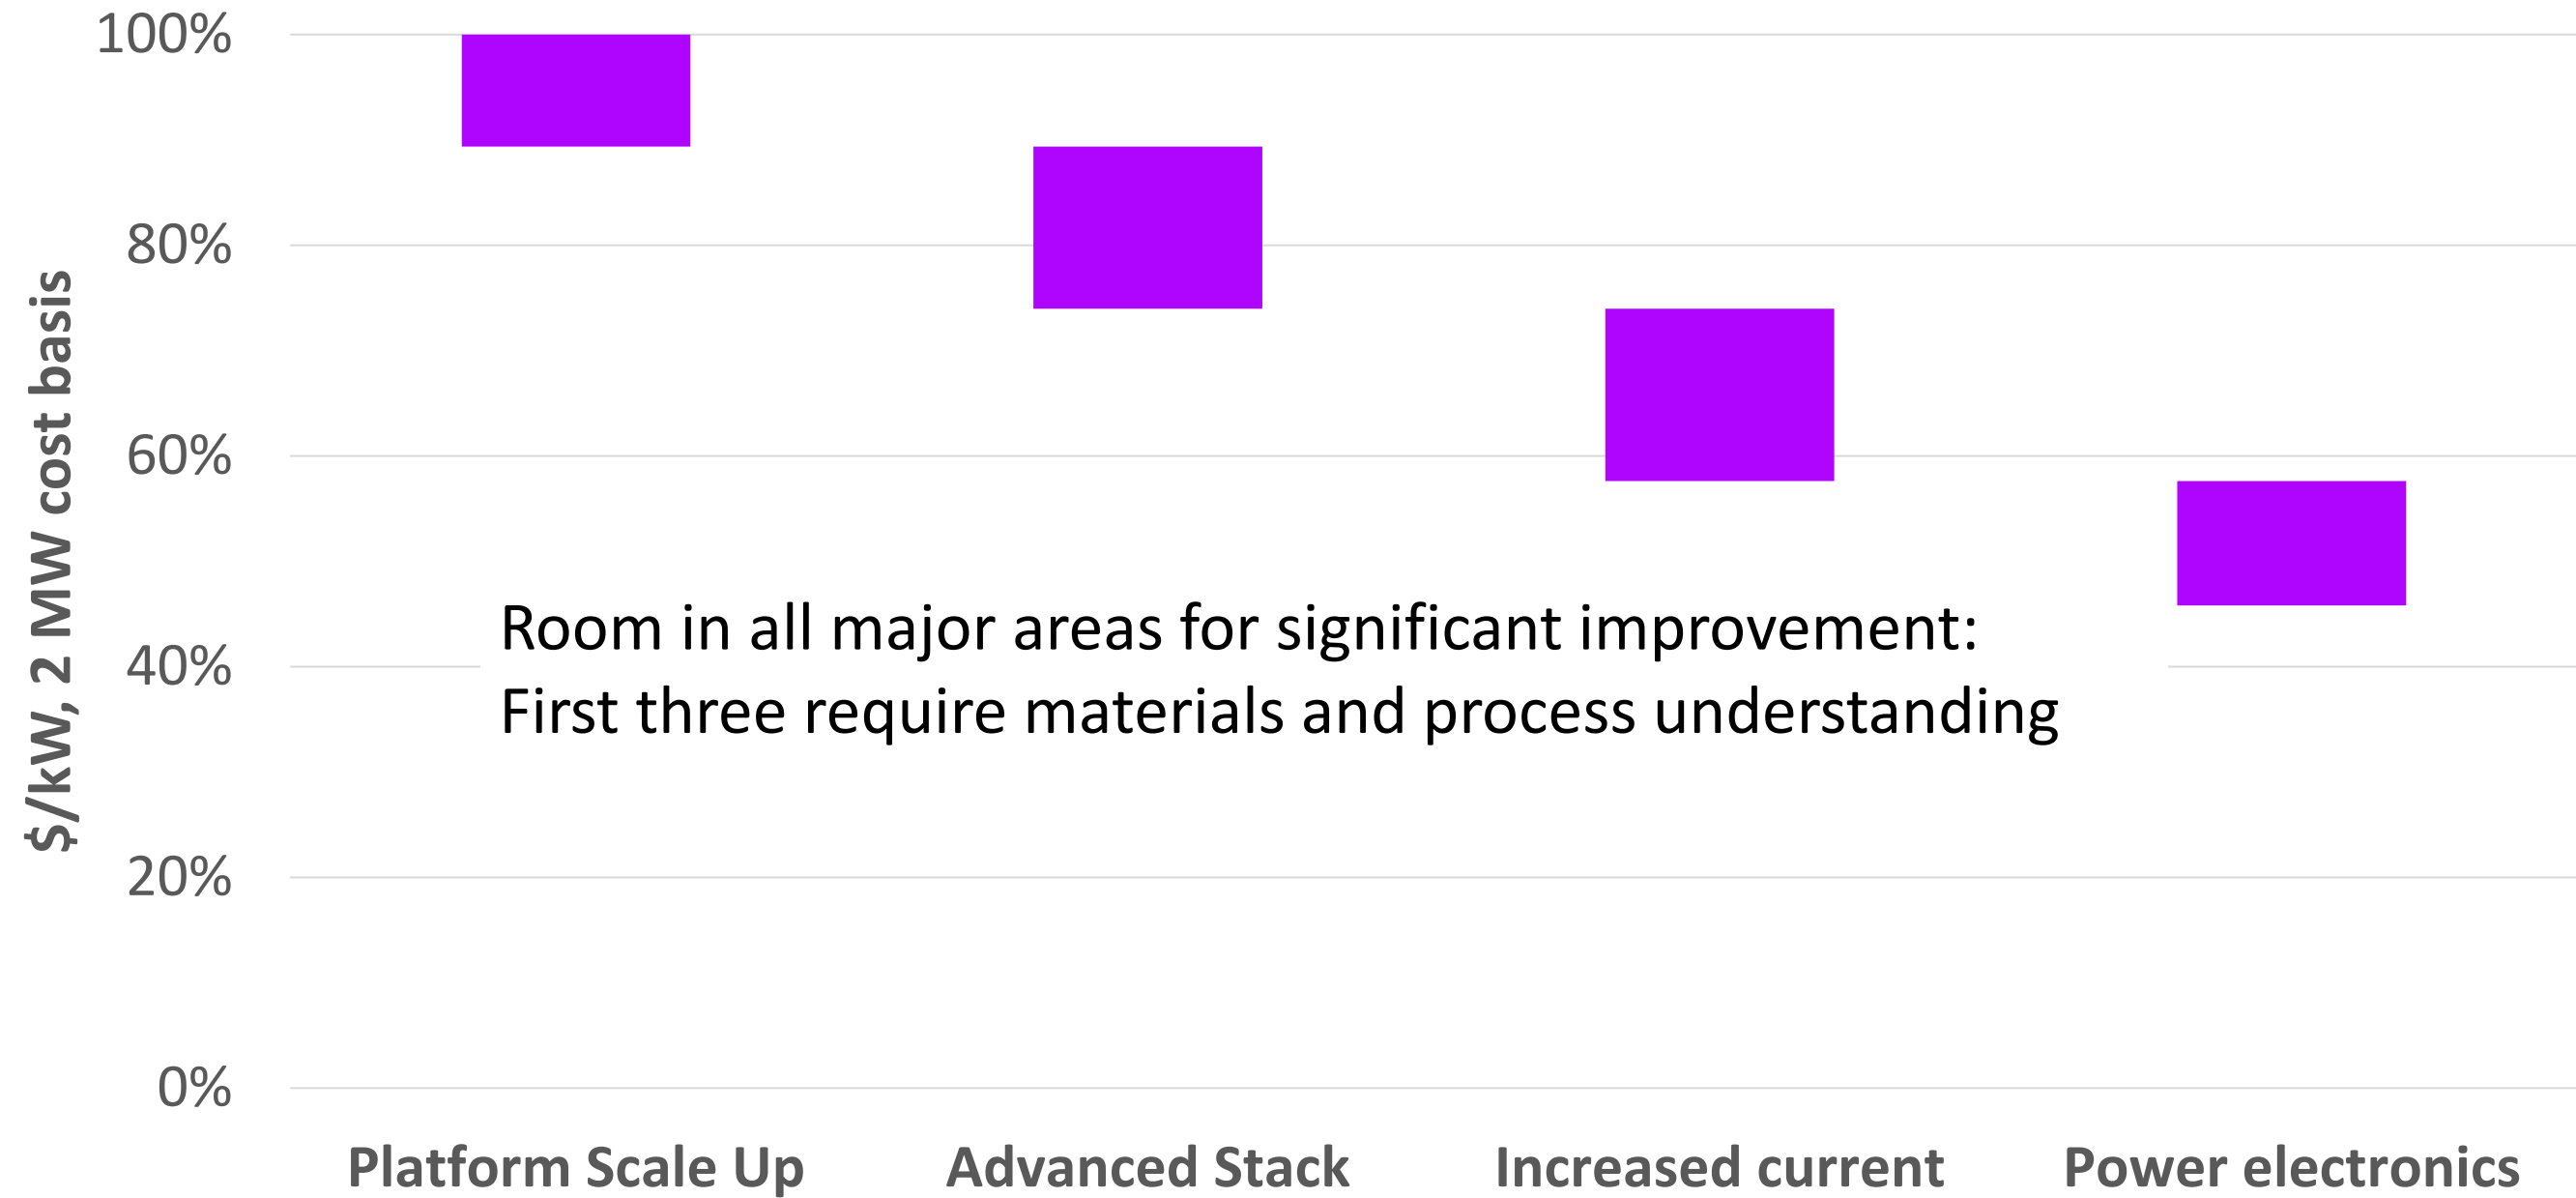 100%
80%
60%
40%
20%
0%
$/kW, 2 MW cost basis
Room in all major areas for significant improvement:
First three require materials and process understanding
Platform Scale Up
Advanced Stack
Increased current
Power electronics